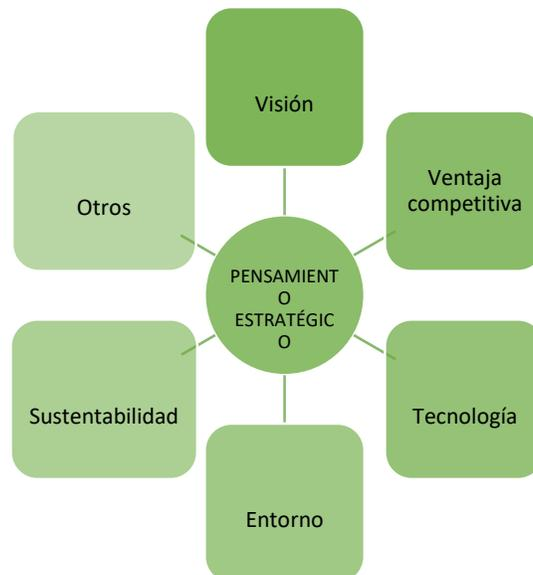 Visión
Ventaja
competitiva
Tecnología
Entorno
Sustentabilidad
Otros
PENSAMIENT
O
ESTRATÉGIC
O